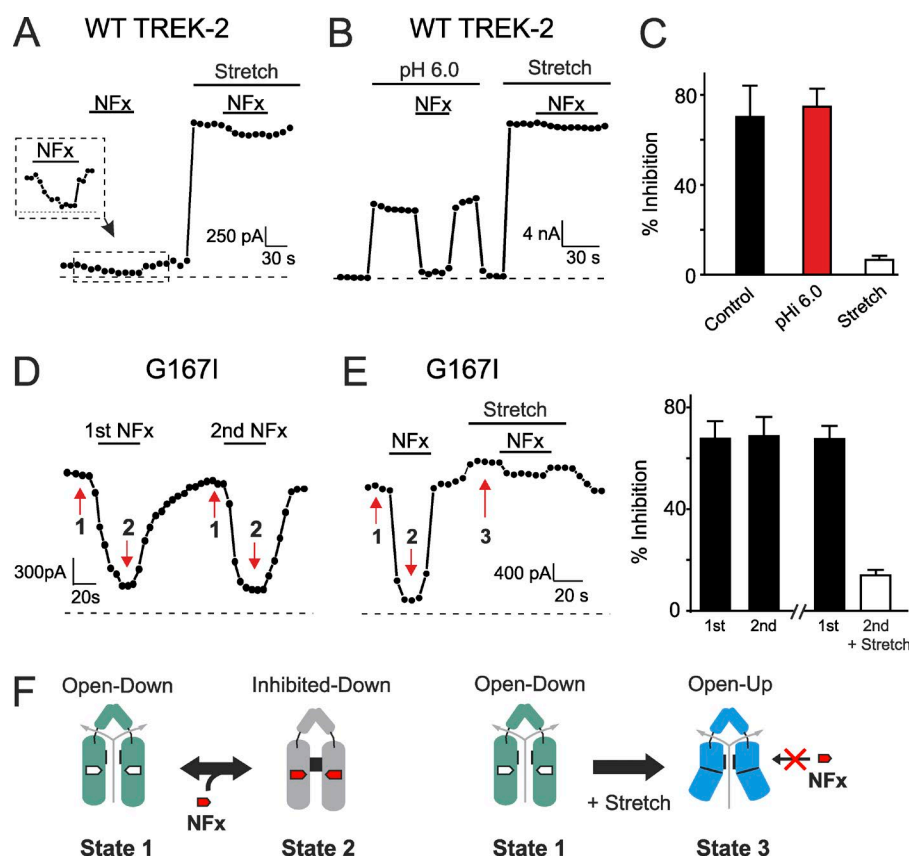 A WT TREK-2
Stretch
NFx
NFx
NFx
250 pA
30 s
B WT TREK-2
pH 6.0
Stretch
NFx
NFx
4 nA
30 s
C
% Inhibition
80
40
0
Control
pHi 6.0
Stretch
D G167I
1st NFx
2nd NFx
1
2
1
2
300pA
20s
E G167I
Stretch
NFx
NFx
1
2
3
400 pA
20 s
% Inhibition
80
40
0
1st
2nd
1st
2nd
+ Stretch
F
Open-Down
Inhibited-Down
NFx
State 1
State 2
Open-Down
Open-Up
+ Stretch
NFx
State 1
State 3